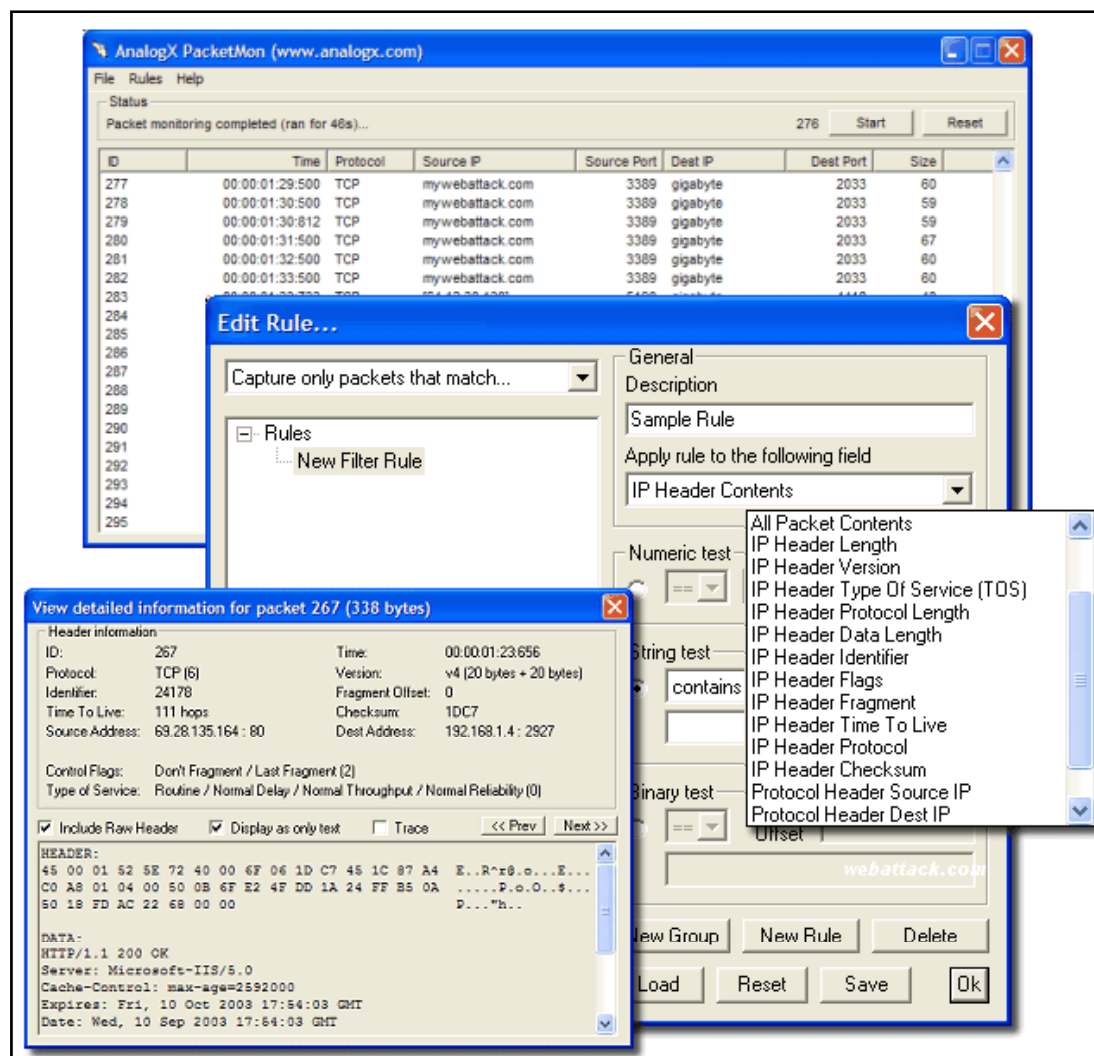 AnalogX PacketMon (www.analogx.com)
File Rules Help
Status
Packet monitoring completed (ran for 46s)...
276 Start Reset
ID Time Protocol Source IP Source Port Dest IP Dest Port Size
277 00:00:01:29:500 TCP mywebattack.com 3389 gigabyte 2033 60
278 00:00:01:30:500 TCP mywebattack.com 3389 gigabyte 2033 59
279 00:00:01:30:812 TCP mywebattack.com 3389 gigabyte 2033 59
280 00:00:01:31:500 TCP mywebattack.com 3389 gigabyte 2033 67
281 00:00:01:32:500 TCP mywebattack.com 3389 gigabyte 2033 60
282 00:00:01:33:500 TCP mywebattack.com 3389 gigabyte 2033 60
283
284
285
286
287
288
289
290
291
292
293
294
295
Edit Rule...
Capture only packets that match...
Rules
New Filter Rule
General
Description
Sample Rule
Apply rule to the following field
IP Header Contents
All Packet Contents
IP Header Length
IP Header Version
IP Header Type Of Service (TOS)
IP Header Protocol Length
IP Header Data Length
IP Header Identifier
IP Header Flags
IP Header Fragment
IP Header Time To Live
IP Header Protocol
IP Header Checksum
Protocol Header Source IP
Protocol Header Dest IP
Numeric test
==
String test
contains
Binary test
==
Offset
webattack.com
New Group New Rule Delete
Load Reset Save Ok
View detailed information for packet 267 (338 bytes)
Header information
ID: 267 Time: 00:00:01:23:656
Protocol: TCP (6) Version: v4 (20 bytes + 20 bytes)
Identifier: 24178 Fragment Offset: 0
Time To Live: 111 hops Checksum: 1DC7
Source Address: 69.28.135.164 : 80 Dest Address: 192.168.1.4 : 2927
Control Flags: Don't Fragment / Last Fragment (2)
Type of Service: Routine / Normal Delay / Normal Throughput / Normal Reliability (0)
Include Raw Header Display as only text Trace << Prev Next >>
HEADER:
45 00 01 52 5E 72 40 00 6F 06 1D C7 45 1C 87 A4 E..R^r@.o...E...
C0 A8 01 04 00 50 0B 6F E2 4F DD 1A 24 FF B5 0A .....P.o.O..$...
50 18 FD AC 22 68 00 00 P..."h..
DATA:
HTTP/1.1 200 OK
Server: Microsoft-IIS/5.0
Cache-Control: max-age=2592000
Expires: Fri, 10 Oct 2003 17:54:03 GMT
Date: Wed, 10 Sep 2003 17:54:03 GMT